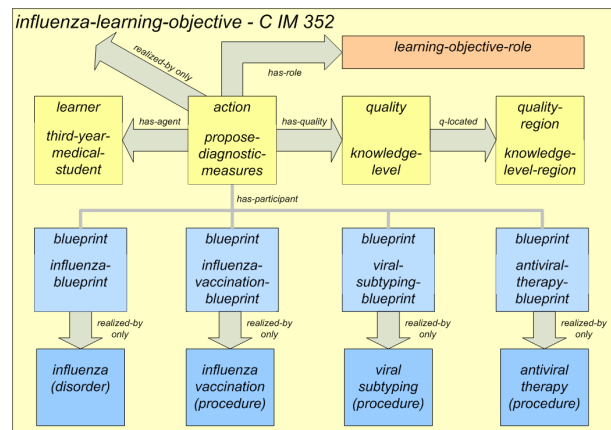 influenza-learning-objective - C IM 352
realized-by only
has-role
learning-objective-role
learner
third-year-
medical-
student
has-agent
action
propose-
diagnostic-
measures
has-quality
quality
knowledge-
level
q-located
quality-
region
knowledge-
level-region
has-participant
blueprint
influenza-
blueprint
blueprint
influenza-
vaccination-
blueprint
blueprint
viral-
subtyping-
blueprint
blueprint
antiviral-
therapy-
blueprint
realized-by
only
realized-by
only
realized-by
only
realized-by
only
influenza
(disorder)
influenza
vaccination
(procedure)
viral
subtyping
(procedure)
antiviral
therapy
(procedure)